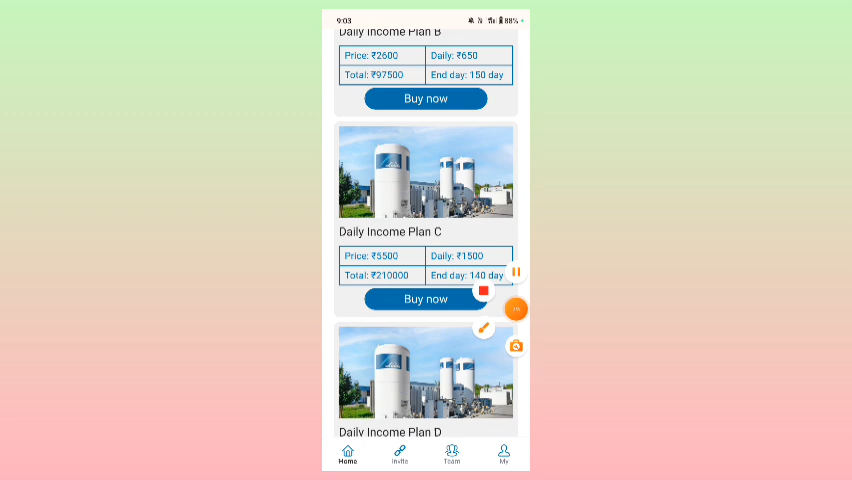 9:03
88%
Daily Income Plan B
Price: ₹2600
Daily: ₹650
Total: ₹97500
End day: 150 day
Buy now
Daily Income Plan C
Price: ₹5500
Daily: ₹1500
Total: ₹210000
End day: 140 day
Buy now
Daily Income Plan D
Home
Invite
Team
My